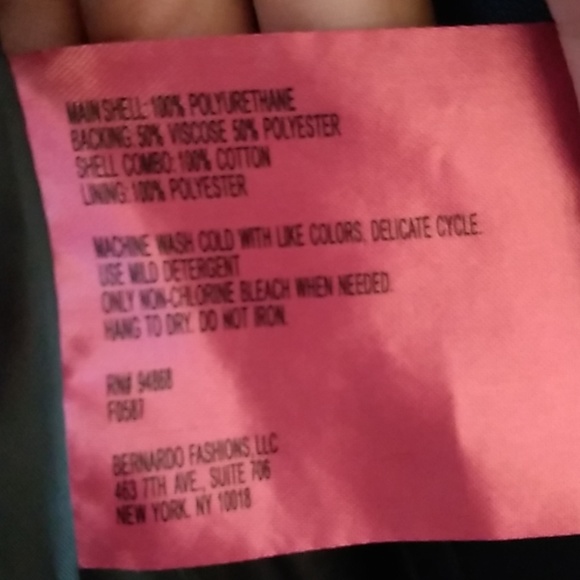 MAIN SHELL: 100% POLYURETHANE
BACKING: 50% VISCOSE 50% POLYESTER
SHELL COMBO: 100% COTTON
LINING: 100% POLYESTER
MACHINE WASH COLD WITH LIKE COLORS. DELICATE CYCLE.
USE MILD DETERGENT
ONLY NON-CHLORINE BLEACH WHEN NEEDED.
HANG TO DRY. DO NOT IRON.
RN# 94868
F0587
BERNARDO FASHIONS, LLC
463 7TH AVE., SUITE 706
NEW YORK, NY 10018